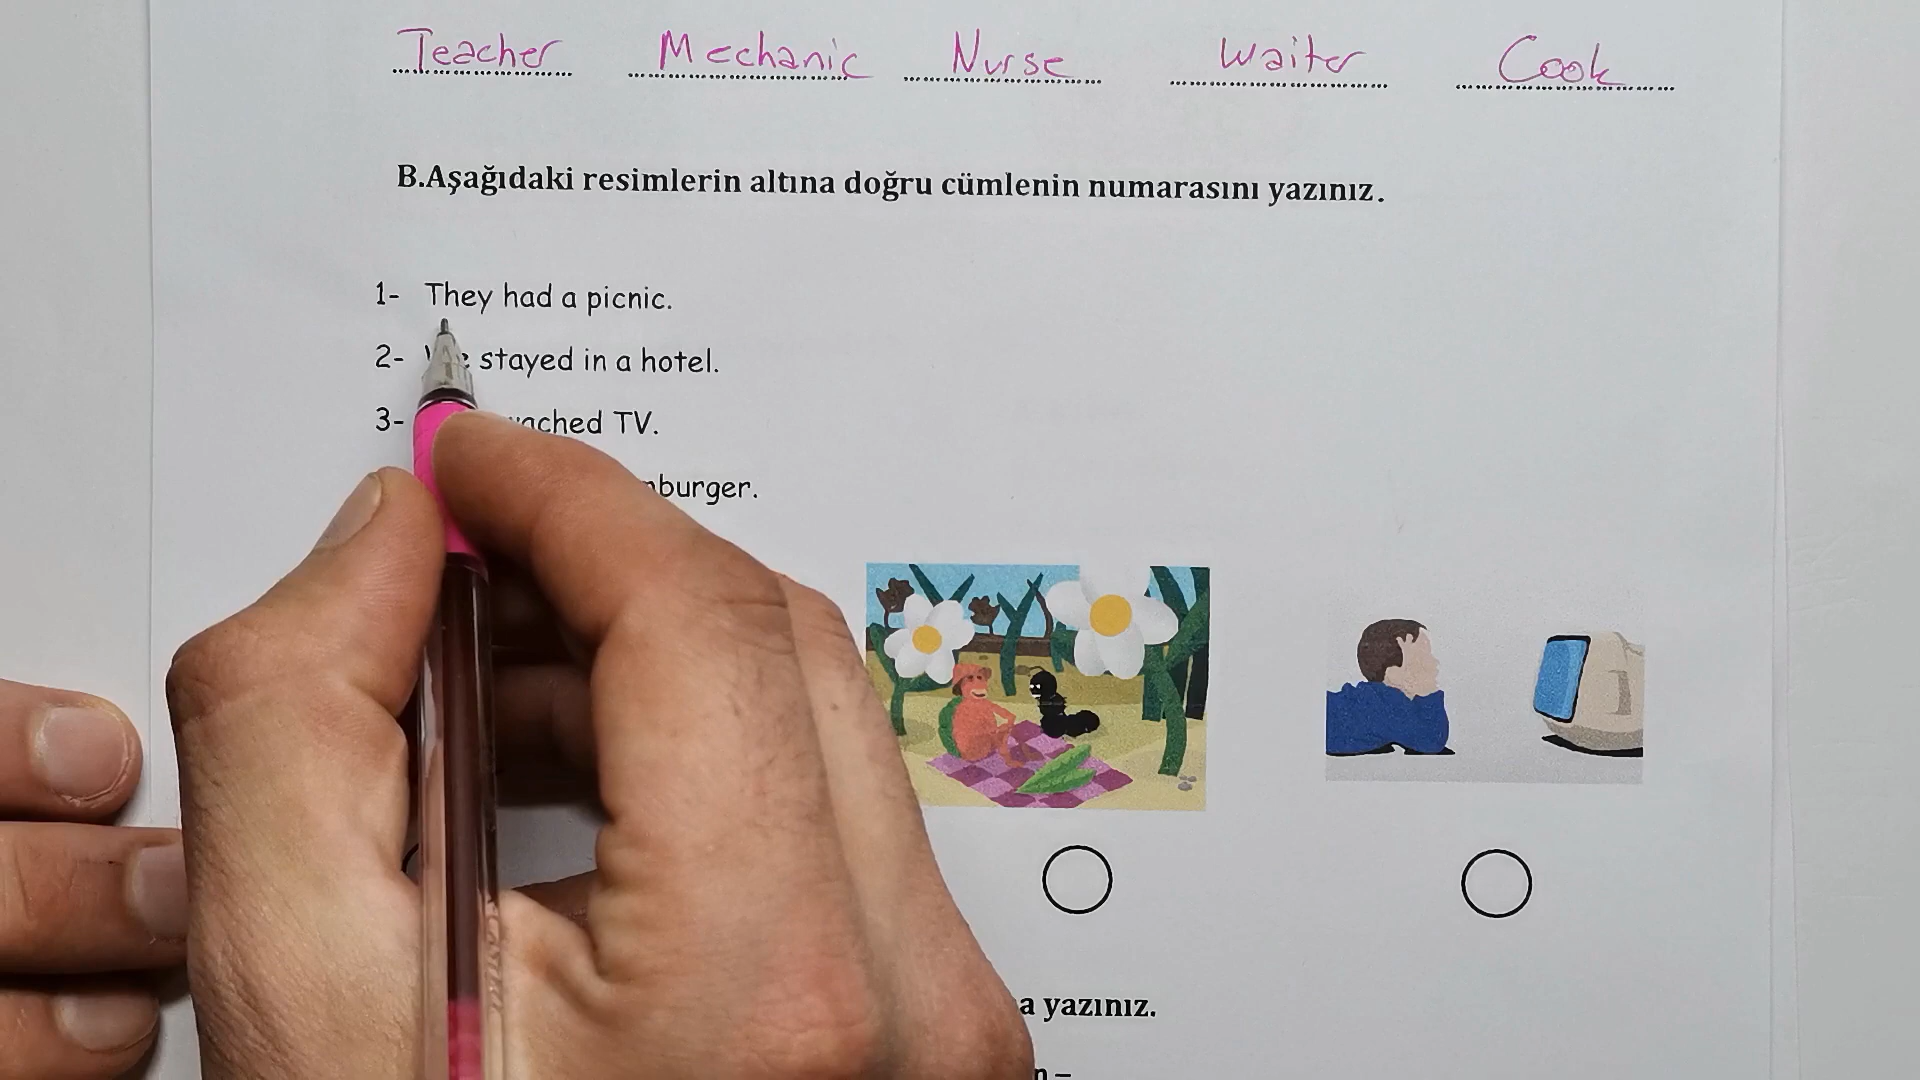 Teacher Mechanic Nurse Waiter Cook
B.Aşağıdaki resimlerin altına doğru cümlenin numarasını yazınız.
1- They had a picnic.
2- stayed in a hotel.
3- TV.
a yazınız.